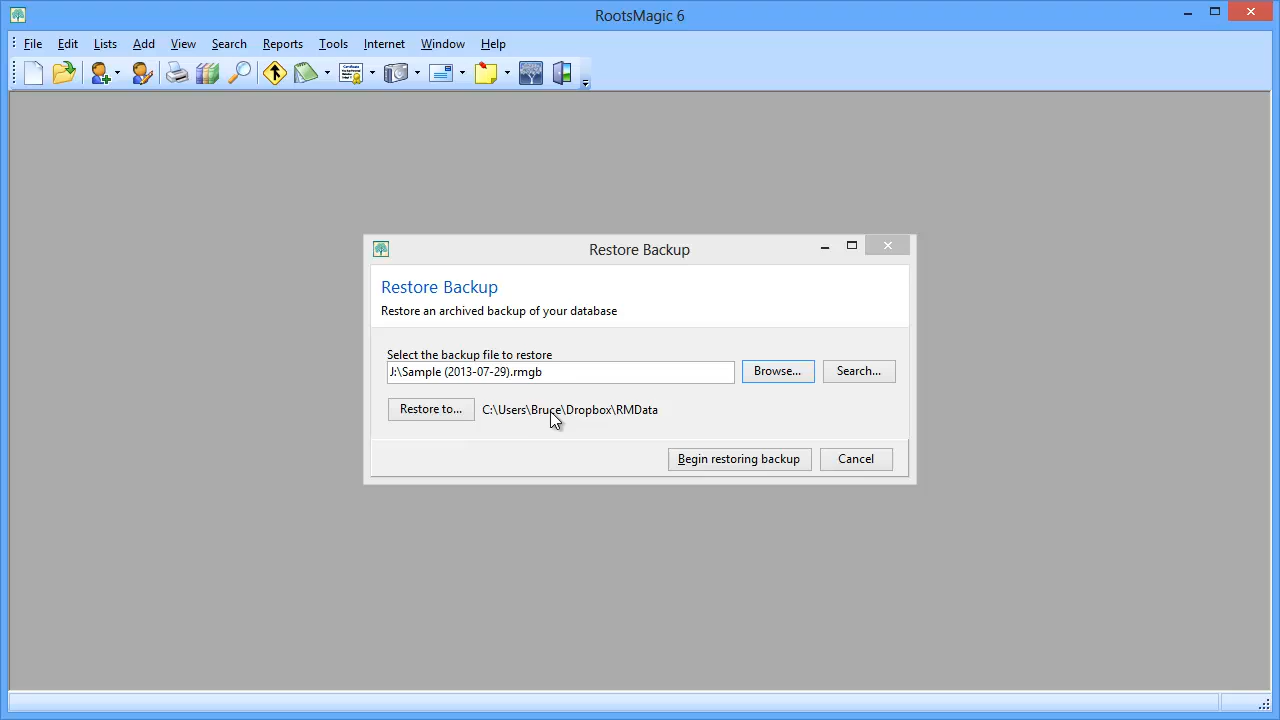 RootsMagic 6
File Edit Lists Add View Search Reports Tools Internet Window Help
Restore Backup
Restore Backup
Restore an archived backup of your database
Select the backup file to restore
J:\Sample (2013-07-29).rmgb Browse... Search...
Restore to... C:\Users\Bruce\Dropbox\RMData
Begin restoring backup Cancel